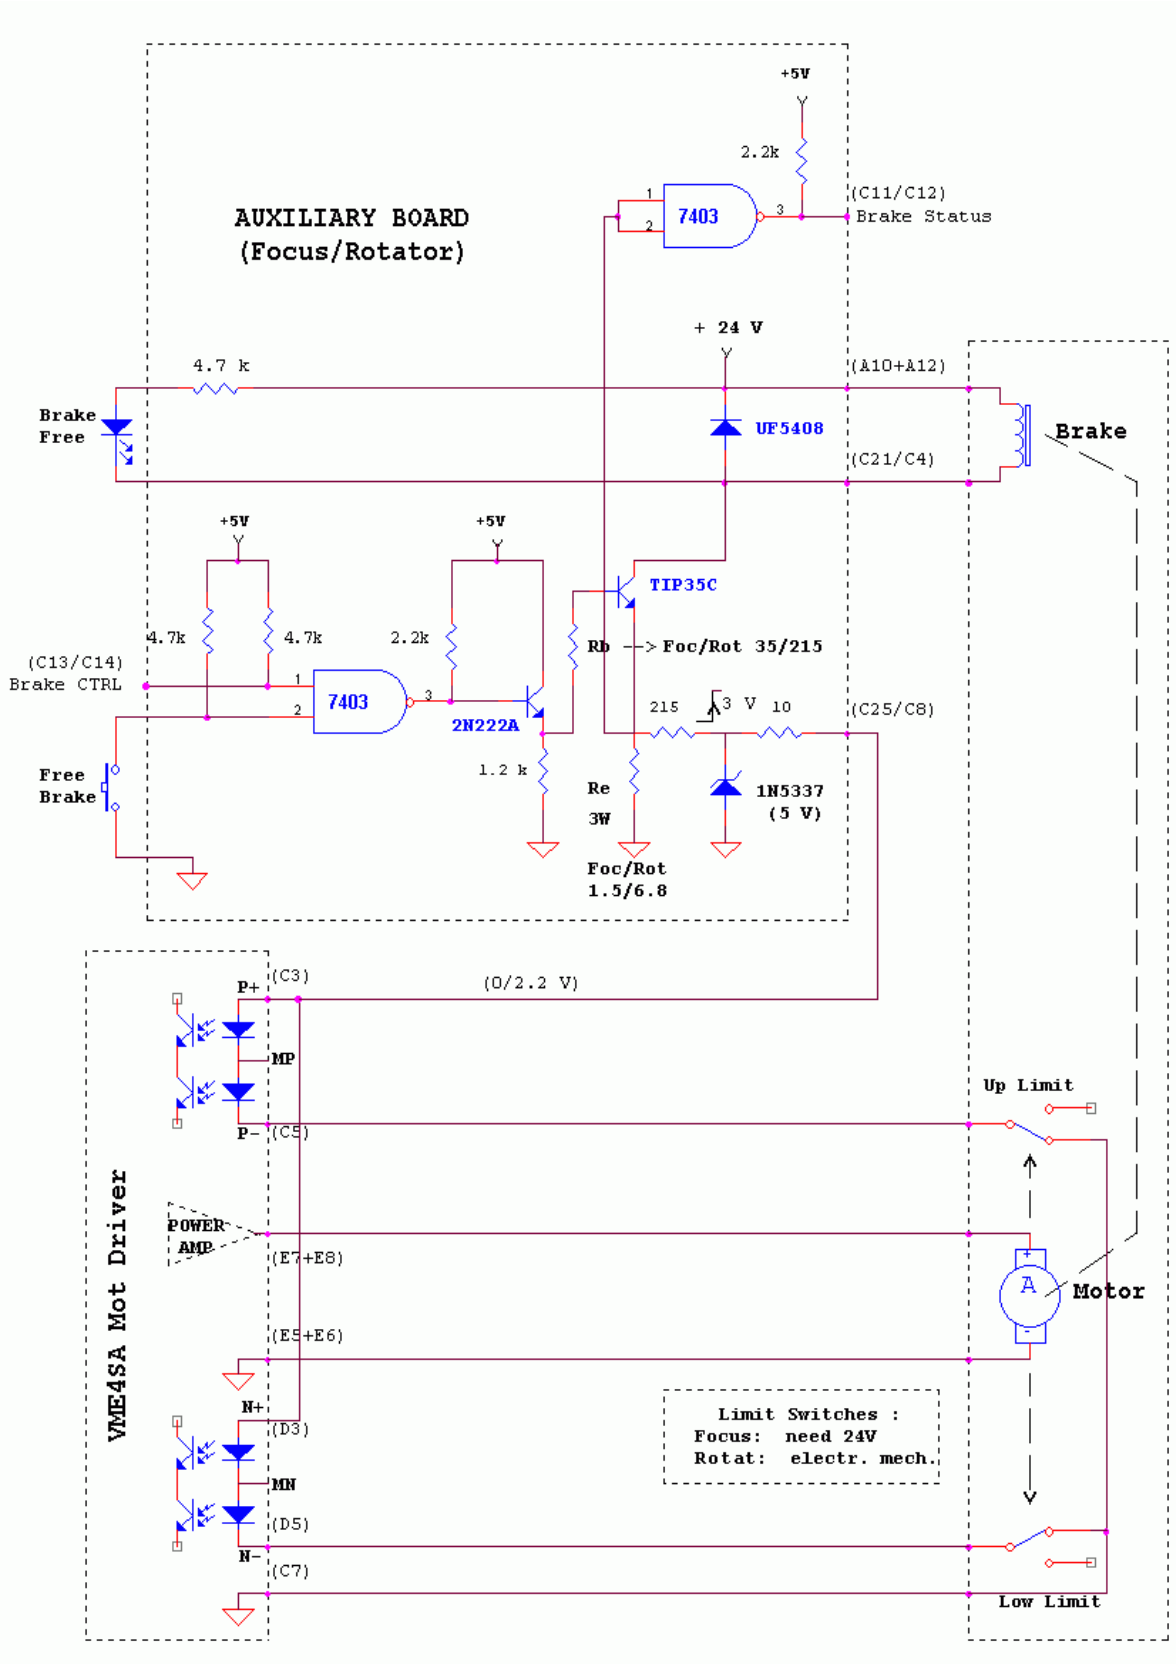 +5V
2.2k
1
7403
3
2
(C11/C12)
Brake Status
AUXILIARY BOARD
(Focus/Rotator)
+ 24 V
4.7 k
(A10+A12)
Brake
Free
UF5408
Brake
(C21/C4)
+5V
+5V
TIP35C
4.7k
4.7k
2.2k
Rb --> Foc/Rot 35/215
(C13/C14)
Brake CTRL
1
7403
3
2
2N222A
215
3 V
10
(C25/C8)
1.2 k
Free
Brake
Re
3W
1N5337
(5 V)
Foc/Rot
1.5/6.8
(C3)
P+
(0/2.2 V)
MP
Up Limit
P-
(C5)
VME4SA Mot Driver
POWER
AMP
(E7+E8)
+
A
-
Motor
(E5+E6)
N+
(D3)
Limit Switches :
Focus: need 24V
Rotat: electr. mech.
MN
(D5)
N-
(C7)
Low Limit